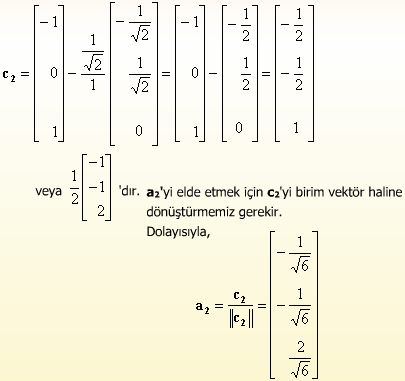 c₂ = [−1; 0; 1] − (1/√2)/1 [−1/√2; 1/√2; 0] = [−1; 0; 1] − [−1/2; 1/2; 0] = [−1/2; −1/2; 1]
veya 1/2 [−1; −1; 2] 'dır. a₂'yi elde etmek için c₂'yi birim vektör haline
dönüştürmemiz gerekir.
Dolayısıyla,
a₂ = c₂/‖c₂‖ = [−1/√6; −1/√6; 2/√6]